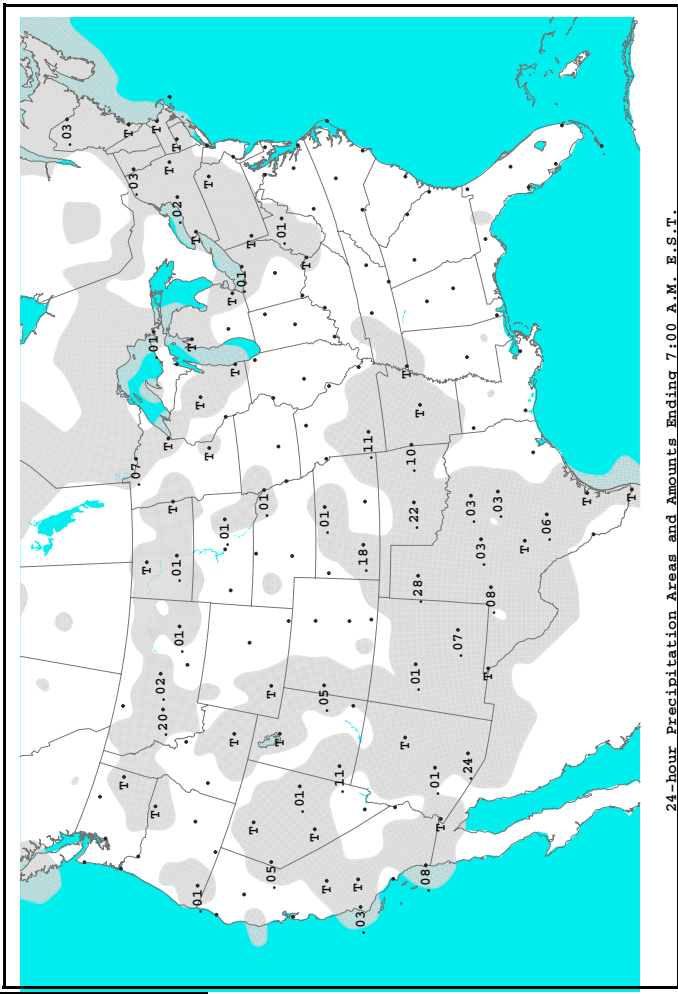 .03
T
T
.03
.07
T
.01
T
T
.02
.20
T
T
T
.01
.02
T
.01
T
T
.01
T
T
T
.01
T
T
T
.01
T
T
.01
.05
T
T
.01
.01
T
T
.05
.01
T
.11
T
.03
.18
.11
T
T
.10
.22
.01
.28
T
.08
.01
T
.07
.24
.03
.03
T
.08
.03
T
.06
T
T
24-hour Precipitation Areas and Amounts Ending 7:00 A.M. E.S.T.